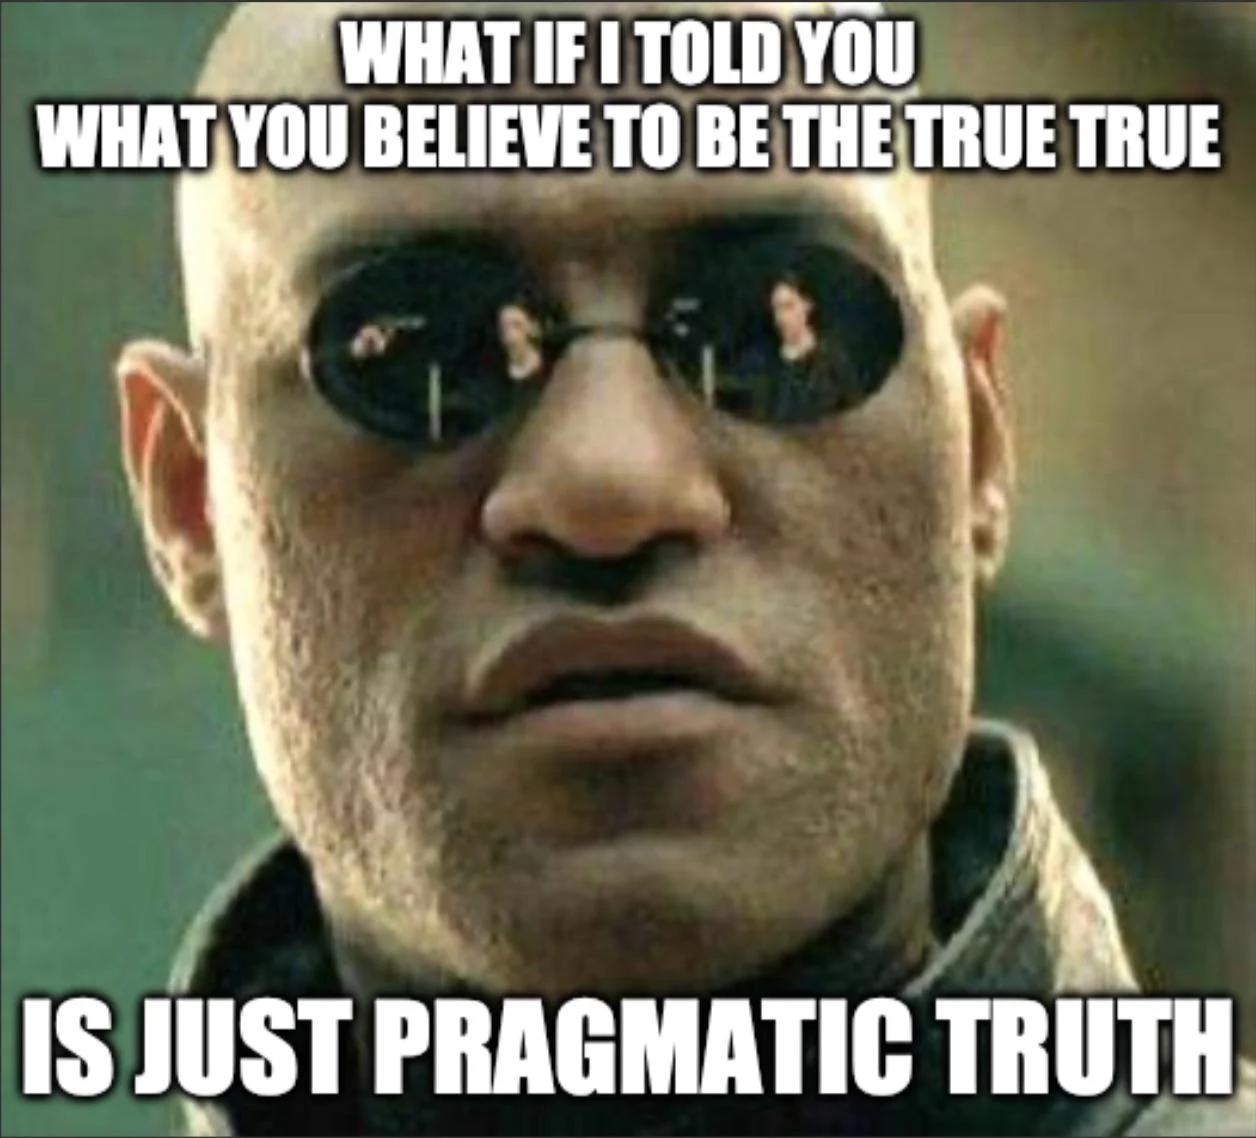 WHAT IF I TOLD YOU
WHAT YOU BELIEVE TO BE THE TRUE TRUE
IS JUST PRAGMATIC TRUTH